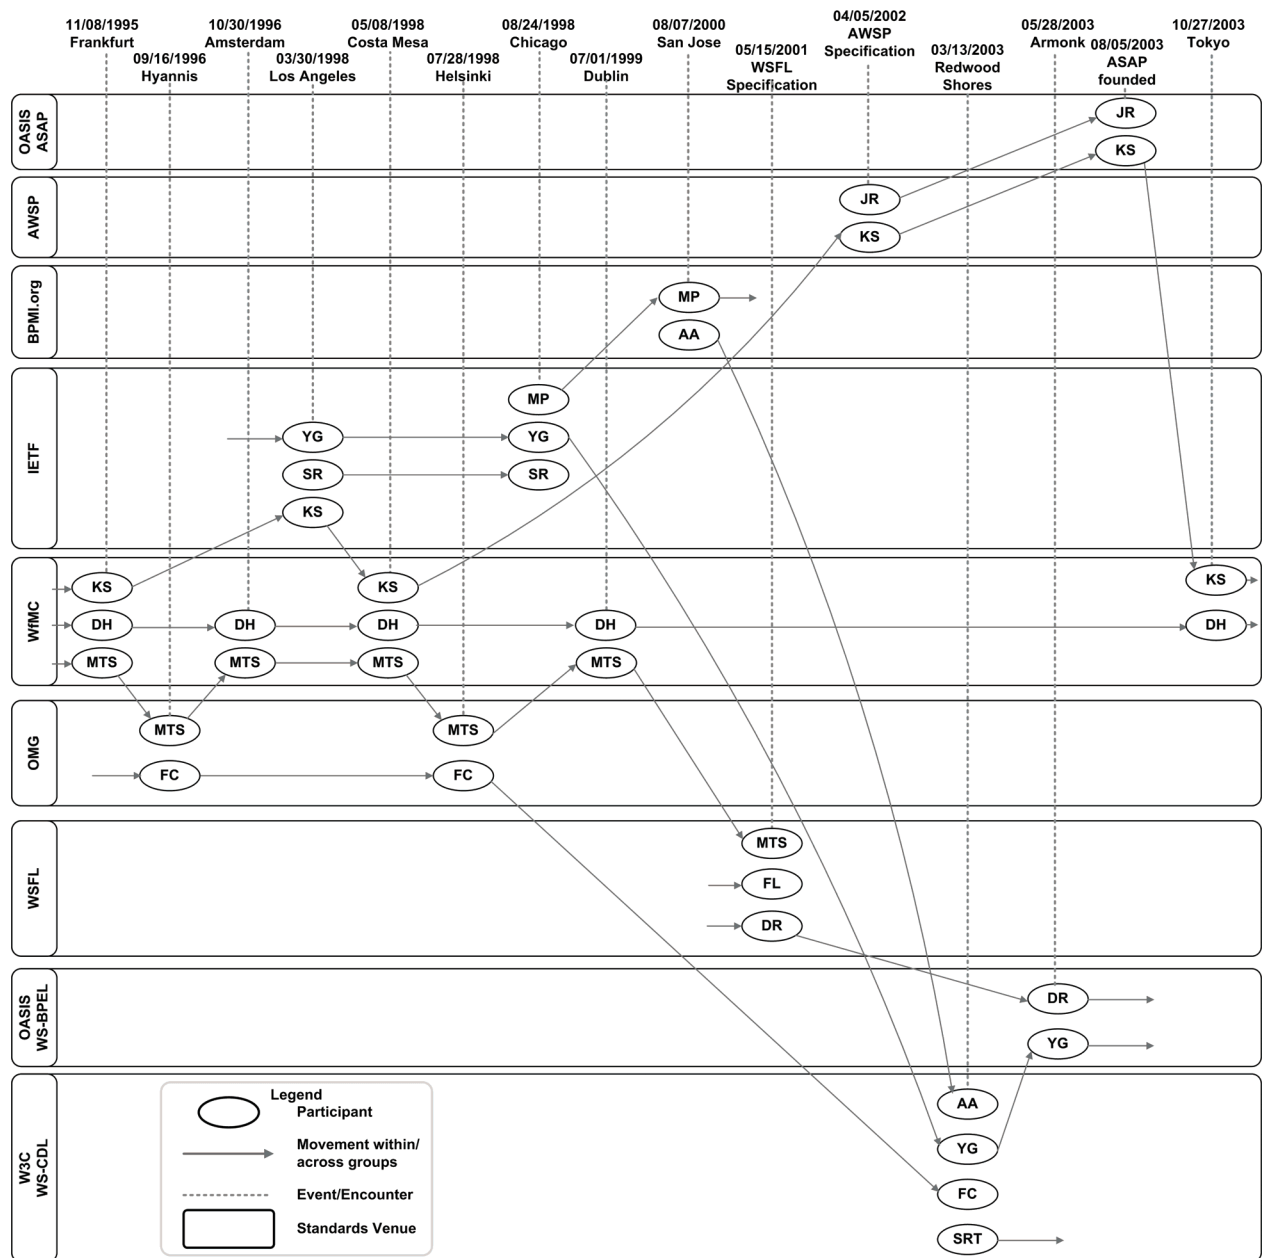 11/08/1995
Frankfurt
09/16/1996
Hyannis
10/30/1996
Amsterdam
03/30/1998
Los Angeles
05/08/1998
Costa Mesa
07/28/1998
Helsinki
08/24/1998
Chicago
07/01/1999
Dublin
08/07/2000
San Jose
05/15/2001
WSFL
Specification
04/05/2002
AWSP
Specification
03/13/2003
Redwood
Shores
05/28/2003
Armonk
08/05/2003
ASAP
founded
10/27/2003
Tokyo
OASIS
ASAP
JR
KS
AWSP
JR
KS
BPMI.org
MP
AA
IETF
MP
YG
YG
SR
SR
KS
WfMC
KS
KS
KS
DH
DH
DH
DH
DH
MTS
MTS
MTS
MTS
OMG
MTS
MTS
FC
FC
WSFL
MTS
FL
DR
OASIS
WS-BPEL
DR
YG
W3C
WS-CDL
AA
YG
FC
SRT
Legend
Participant
Movement within/
across groups
Event/Encounter
Standards Venue